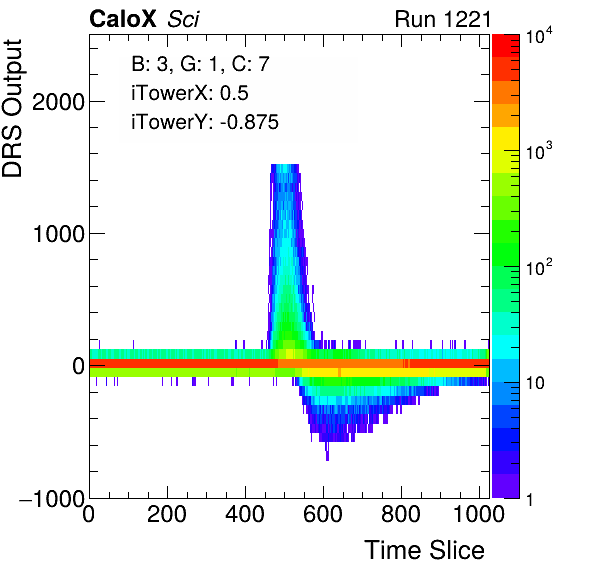 CaloX Sci Run 1221
B: 3, G: 1, C: 7
iTowerX: 0.5
iTowerY: -0.875
DRS Output
2000
1000
0
−1000
0 200 400 600 800 1000
Time Slice
10^4
10^3
10^2
10
1